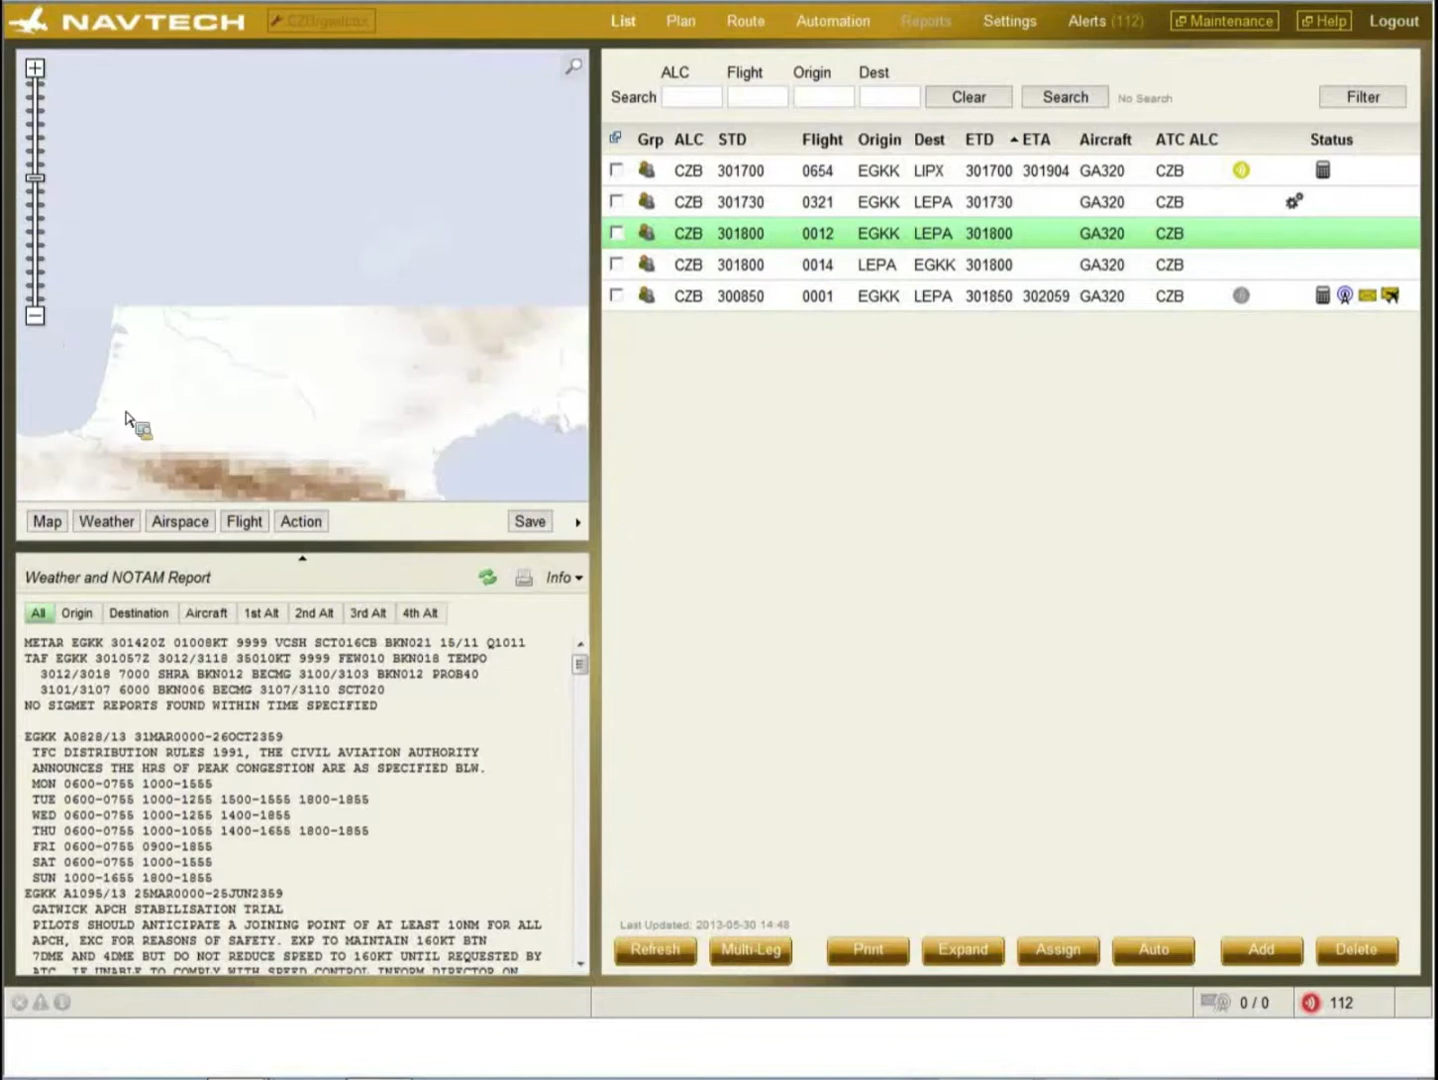 NAVTECH
List Plan Route Automation Reports Settings Alerts (112) Maintenance Help Logout
ALC Flight Origin Dest
Search Clear Search No Search Filter
Grp ALC STD Flight Origin Dest ETD ETA Aircraft ATC ALC Status
CZB 301700 0654 EGKK LIPX 301700 301904 GA320 CZB
CZB 301730 0321 EGKK LEPA 301730 GA320 CZB
CZB 301800 0012 EGKK LEPA 301800 GA320 CZB
CZB 301800 0014 LEPA EGKK 301800 GA320 CZB
CZB 300850 0001 EGKK LEPA 301850 302059 GA320 CZB
Map Weather Airspace Flight Action Save
Weather and NOTAM Report Info
All Origin Destination Aircraft 1st Alt 2nd Alt 3rd Alt 4th Alt
METAR EGKK 301420Z 01008KT 9999 VCSH SCT016CB BKN021 15/11 Q1011
TAF EGKK 301057Z 3012/3118 35010KT 9999 FEW010 BKN018 TEMPO
3012/3018 7000 SHRA BKN012 BECMG 3100/3103 BKN012 PROB40
3101/3107 6000 BKN006 BECMG 3107/3110 SCT020
NO SIGMET REPORTS FOUND WITHIN TIME SPECIFIED
EGKK A0828/13 31MAR0000-26OCT2359
TFC DISTRIBUTION RULES 1991, THE CIVIL AVIATION AUTHORITY
ANNOUNCES THE HRS OF PEAK CONGESTION ARE AS SPECIFIED BLW.
MON 0600-0755 1000-1555
TUE 0600-0755 1000-1255 1500-1555 1800-1855
WED 0600-0755 1000-1255 1400-1855
THU 0600-0755 1000-1055 1400-1655 1800-1855
FRI 0600-0755 0900-1855
SAT 0600-0755 1000-1555
SUN 1000-1655 1800-1855
EGKK A1095/13 25MAR0000-25JUN2359
GATWICK APCH STABILISATION TRIAL
PILOTS SHOULD ANTICIPATE A JOINING POINT OF AT LEAST 10NM FOR ALL
APCH, EXC FOR REASONS OF SAFETY. EXP TO MAINTAIN 160KT BTN
7DME AND 4DME BUT DO NOT REDUCE SPEED TO 160KT UNTIL REQUESTED BY
ATC. IF UNABLE TO COMPLY WITH SPEED CONTROL INFORM DIRECTOR ON
Last Updated: 2013-05-30 14:48
Refresh Multi-Leg Print Expand Assign Auto Add Delete
0 / 0 112